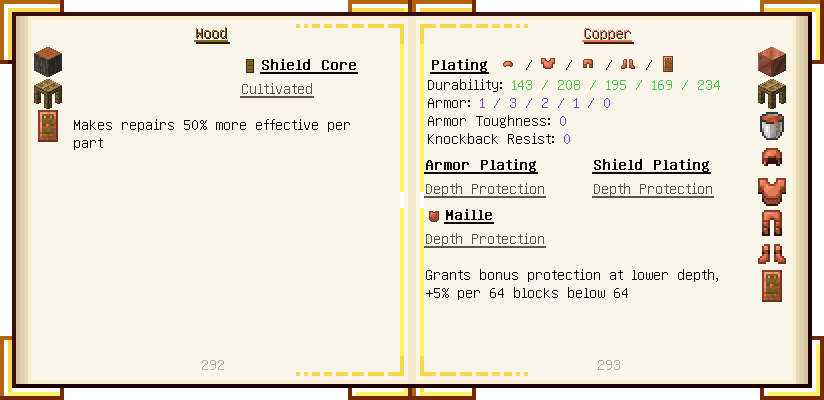 Wood
Shield Core
Cultivated
Makes repairs 50% more effective per
part
292
Copper
Plating / / / /
Durability: 143 / 208 / 195 / 169 / 234
Armor: 1 / 3 / 2 / 1 / 0
Armor Toughness: 0
Knockback Resist: 0
Armor Plating Shield Plating
Depth Protection Depth Protection
Maille
Depth Protection
Grants bonus protection at lower depth,
+5% per 64 blocks below 64
293